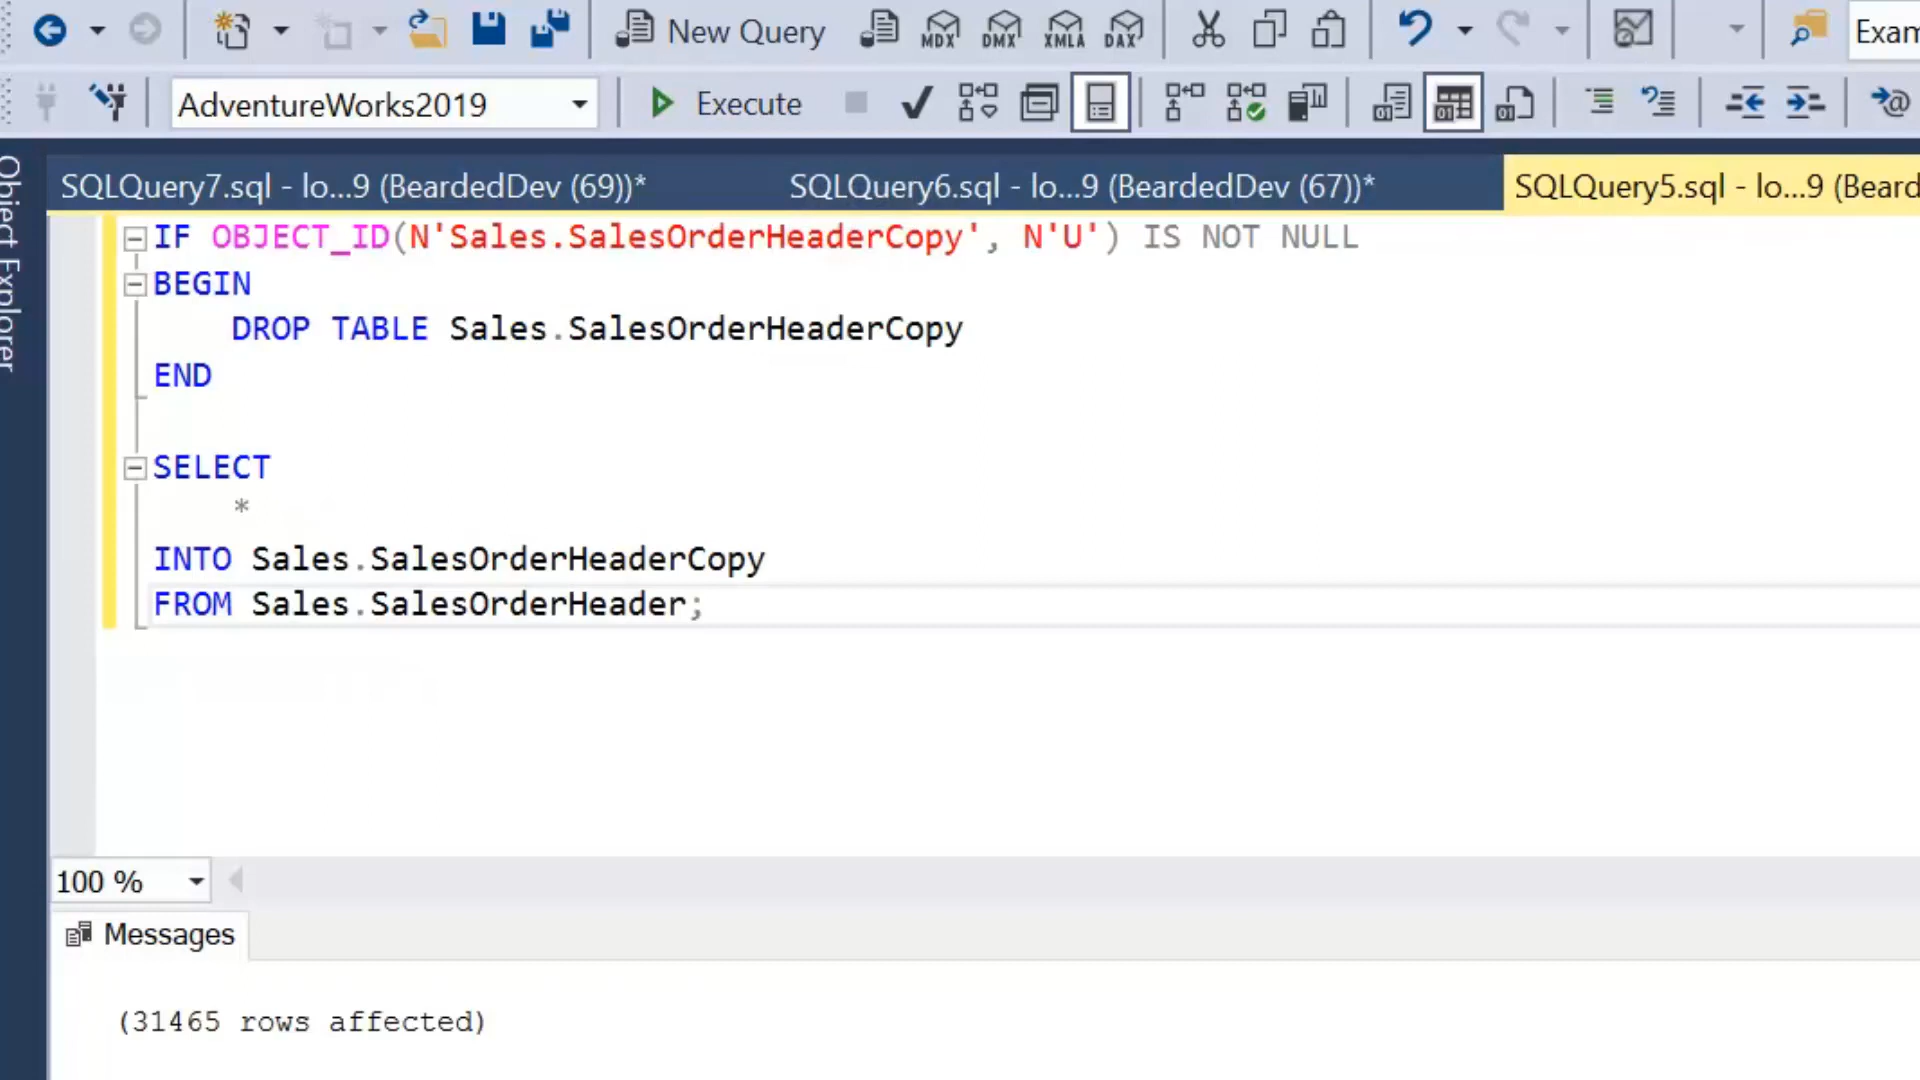 New Query
MDX
DMX
XMLA
DAX
Exam
AdventureWorks2019
Execute
Object Explorer
SQLQuery7.sql - lo...9 (BeardedDev (69))*
SQLQuery6.sql - lo...9 (BeardedDev (67))*
SQLQuery5.sql - lo...9 (Beard
IF OBJECT_ID(N'Sales.SalesOrderHeaderCopy', N'U') IS NOT NULL
BEGIN
DROP TABLE Sales.SalesOrderHeaderCopy
END
SELECT
*
INTO Sales.SalesOrderHeaderCopy
FROM Sales.SalesOrderHeader;
100 %
Messages
(31465 rows affected)